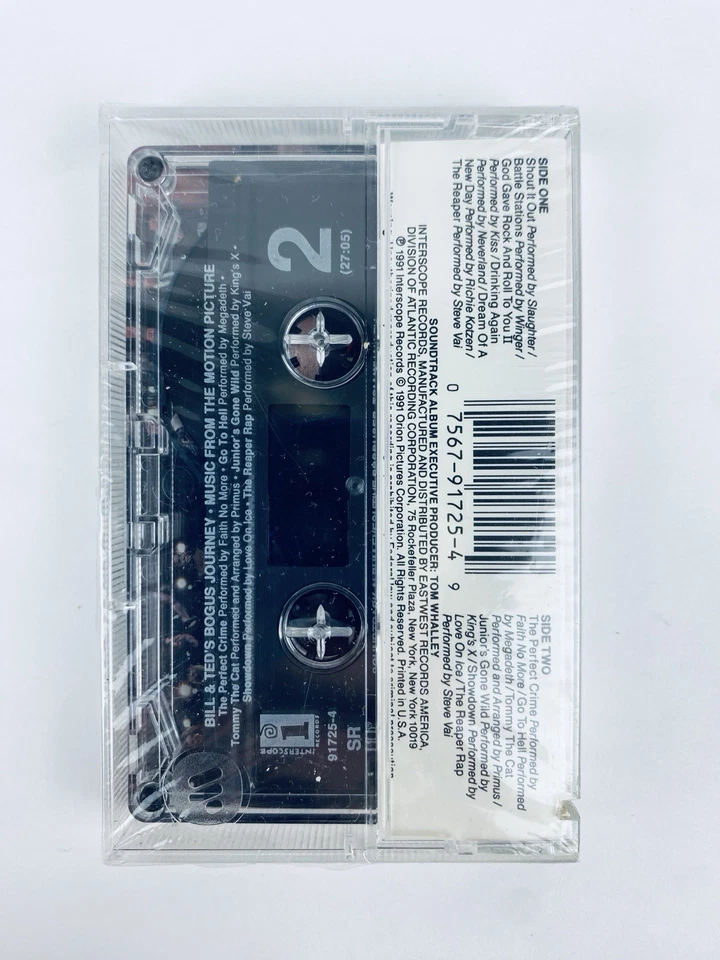 SIDE ONE
Shout It Out Performed by Slaughter /
Battle Stations Performed by Winger /
God Gave Rock And Roll To You II
Performed by Kiss / Drinking Again
Performed by Neverland / Dream Of A
New Day Performed by Richie Kotzen /
The Reaper Performed by Steve Vai
0 7567-91725-4 9
SIDE TWO
The Perfect Crime Performed by
Faith No More / Go To Hell Performed
by Megadeth / Tommy The Cat
Performed and Arranged by Primus /
Junior's Gone Wild Performed by
King's X / Showdown Performed by
Love On Ice / The Reaper Rap
Performed by Steve Vai
SOUNDTRACK ALBUM EXECUTIVE PRODUCER: TOM WHALLEY
INTERSCOPE RECORDS, MANUFACTURED AND DISTRIBUTED BY EASTWEST RECORDS AMERICA,
DIVISION OF ATLANTIC RECORDING CORPORATION, 75 Rockefeller Plaza, New York, New York 10019
℗ 1991 Interscope Records © 1991 Orion Pictures Corporation. All Rights Reserved. Printed in U.S.A.
BILL & TED'S BOGUS JOURNEY • MUSIC FROM THE MOTION PICTURE
The Perfect Crime Performed by Faith No More • Go To Hell Performed by Megadeth •
Tommy The Cat Performed and Arranged by Primus • Junior's Gone Wild Performed by King's X •
Showdown Performed by Love On Ice • The Reaper Rap Performed by Steve Vai
2
(27:05)
1
INTERSCOPE
RECORDS
91725-4
SR